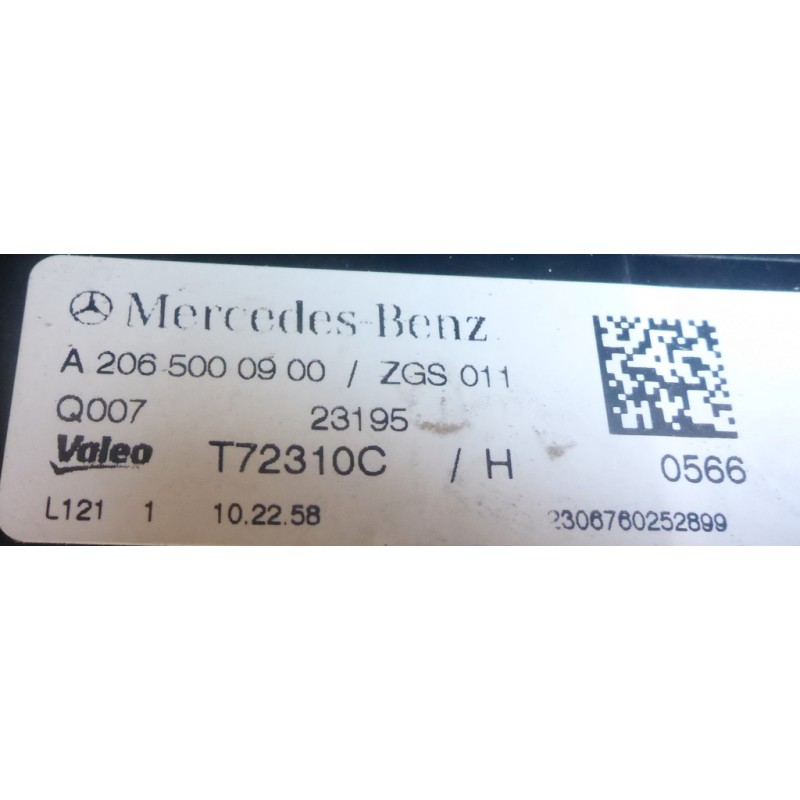 Mercedes-Benz
A 206 500 09 00 / ZGS 011
Q007 23195
Valeo T72310C / H 0566
L121 1 10.22.58 2306760252899